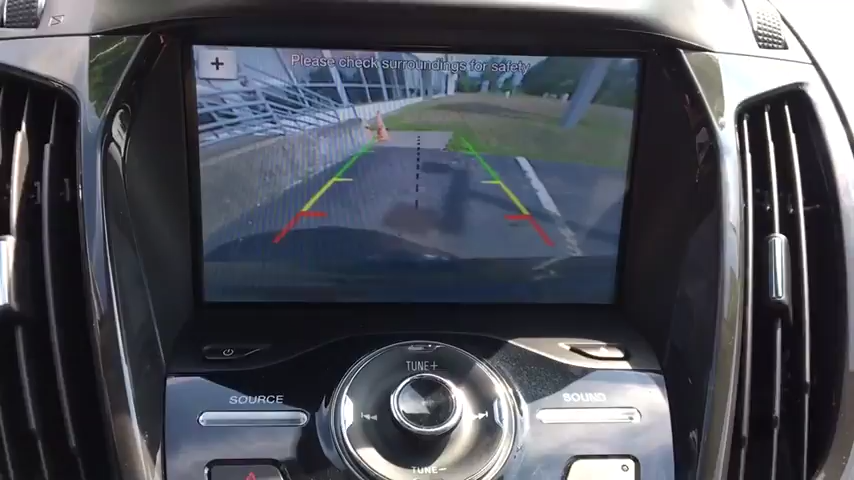 +
Please check surroundings for safety
TUNE+
SOURCE
SOUND
TUNE-